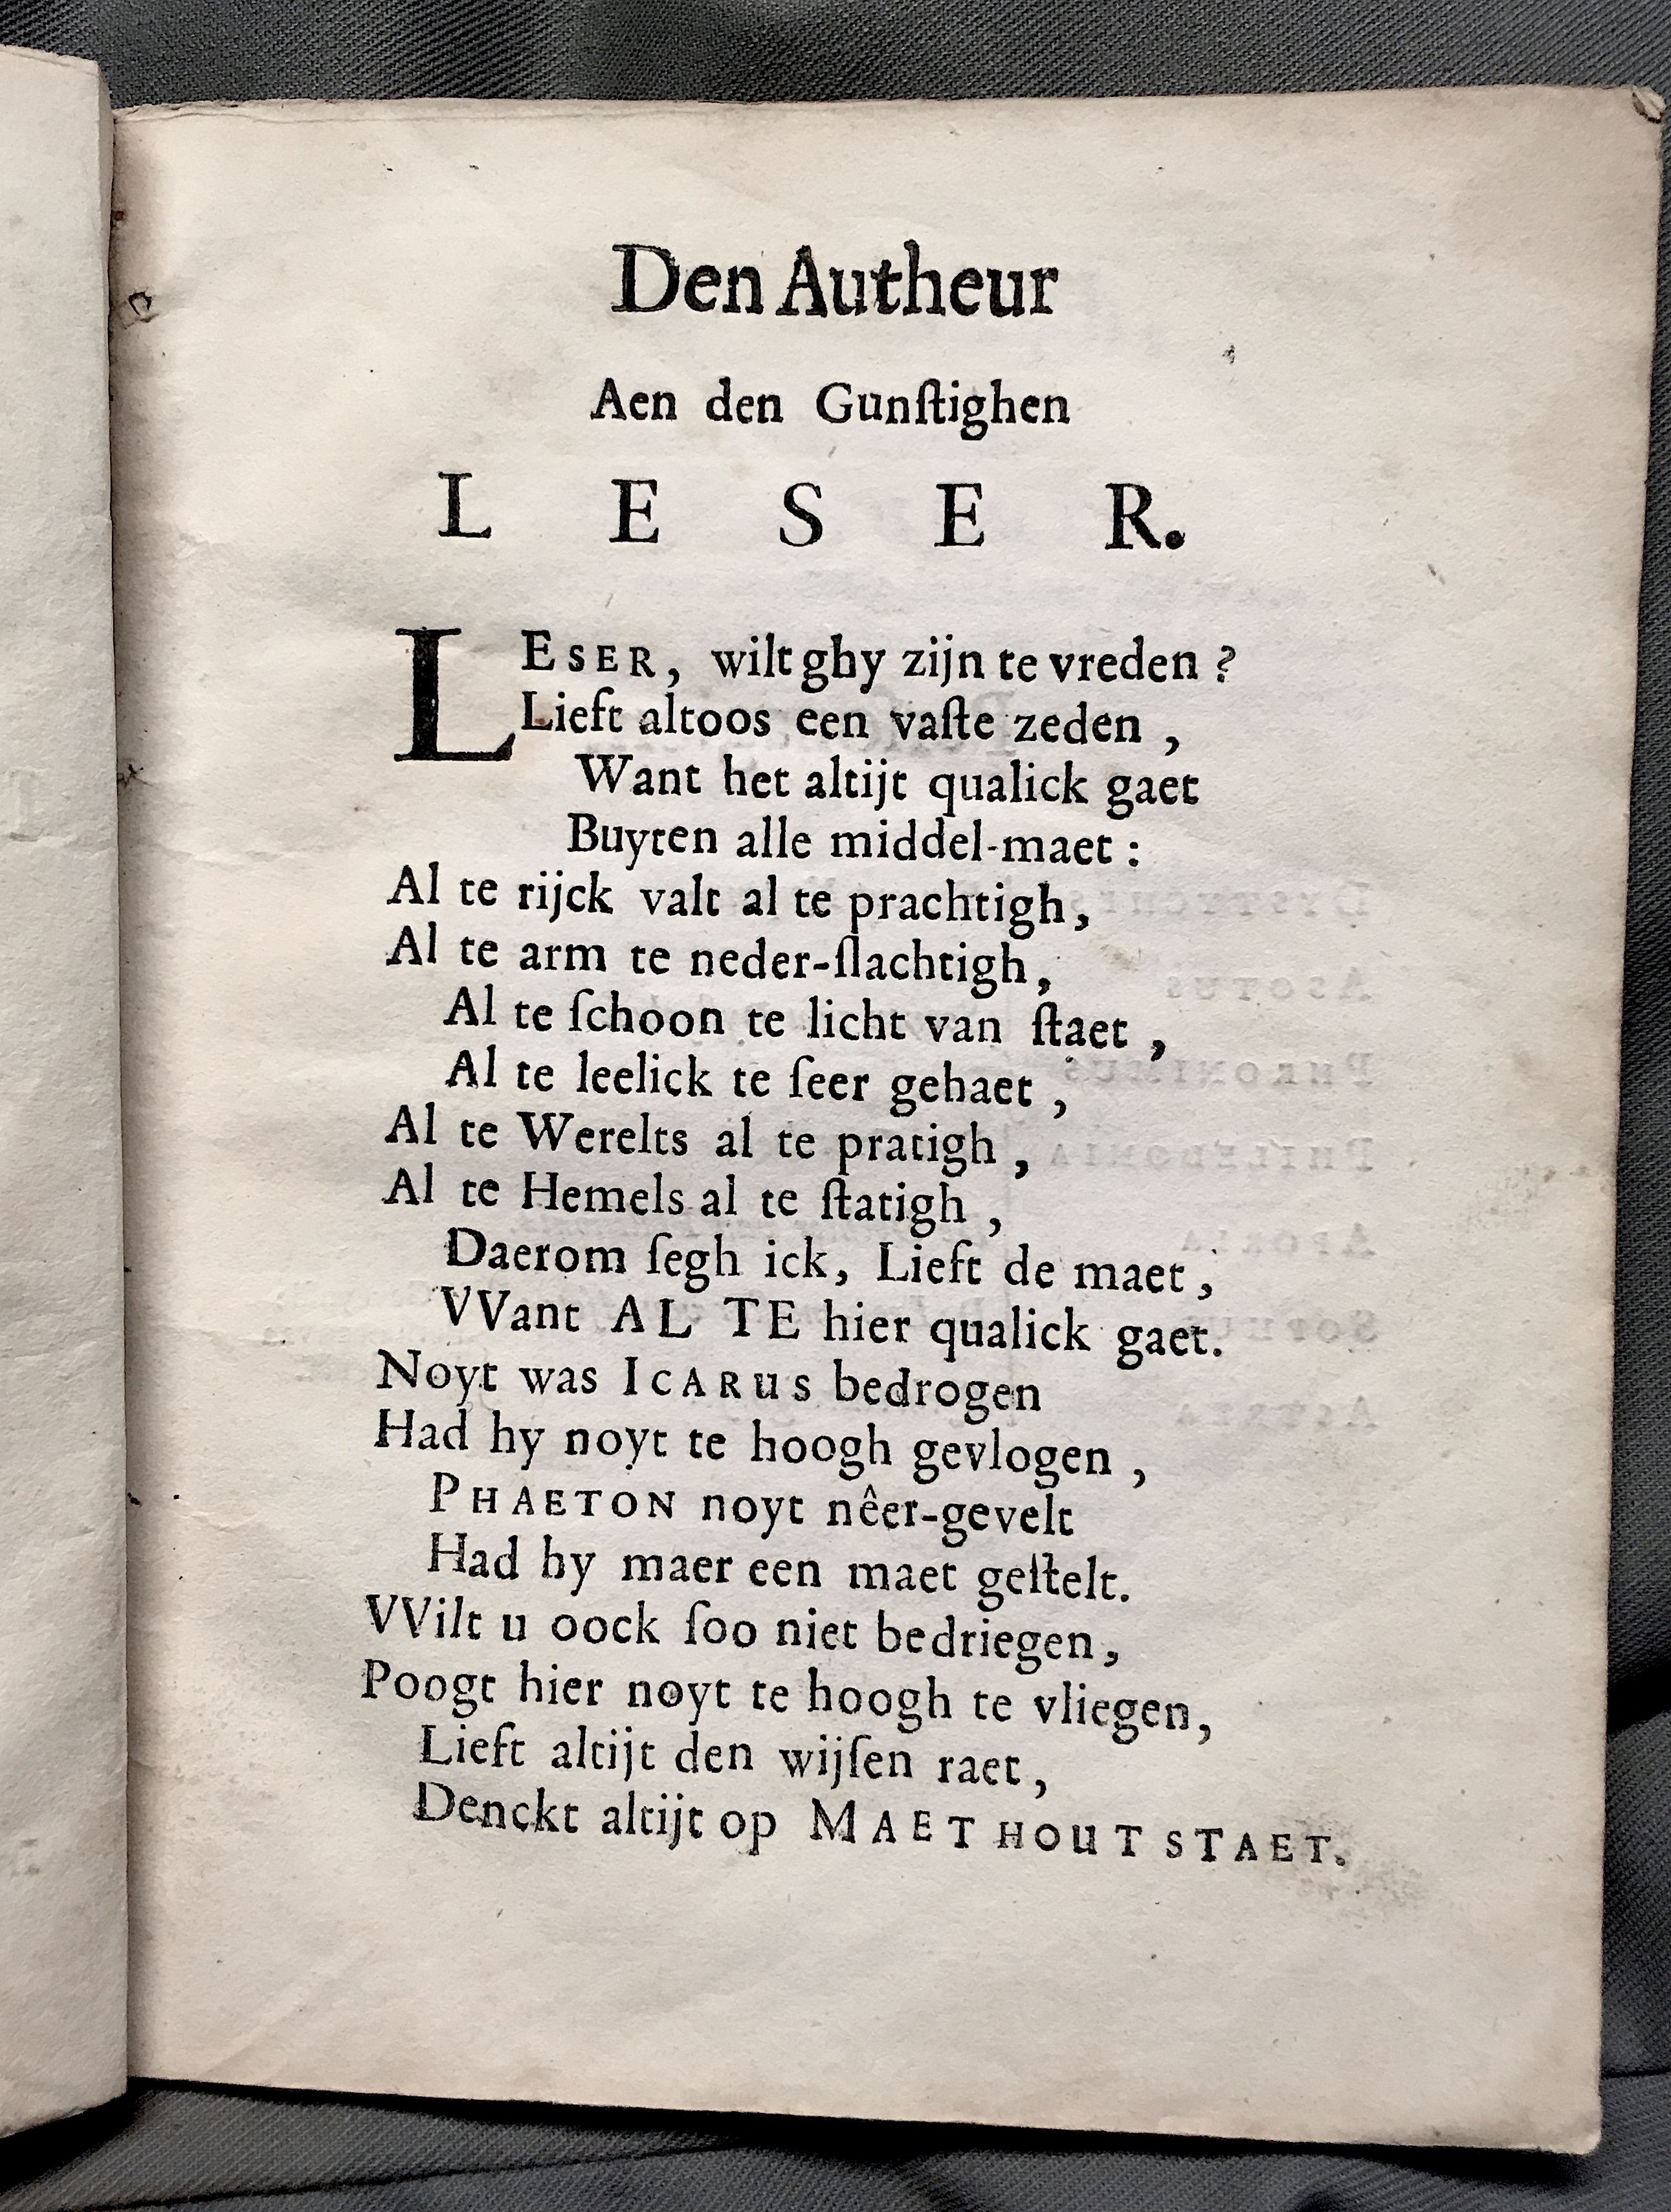 Den Autheur
Aen den Gunſtighen
LESER.
LESER, wilt ghy zijn te vreden ?
Lieft altoos een vaſte zeden ,
Want het altijt qualick gaet
Buyten alle middel-maet :
Al te rijck valt al te prachtigh,
Al te arm te neder-ſlachtigh,
Al te ſchoon te licht van ſtaet ,
Al te leelick te ſeer gehaet ,
Al te Werelts al te pratigh ,
Al te Hemels al te ſtatigh ,
Daerom ſegh ick, Lieft de maet ,
VVant AL TE hier qualick gaet.
Noyt was ICARUS bedrogen
Had hy noyt te hoogh gevlogen ,
PHAETON noyt nêer-gevelt
Had hy maer een maet geſtelt.
VVilt u oock ſoo niet bedriegen,
Poogt hier noyt te hoogh te vliegen,
Lieft altijt den wijſen raet ,
Denckt altijt op MAET HOUT STAET.